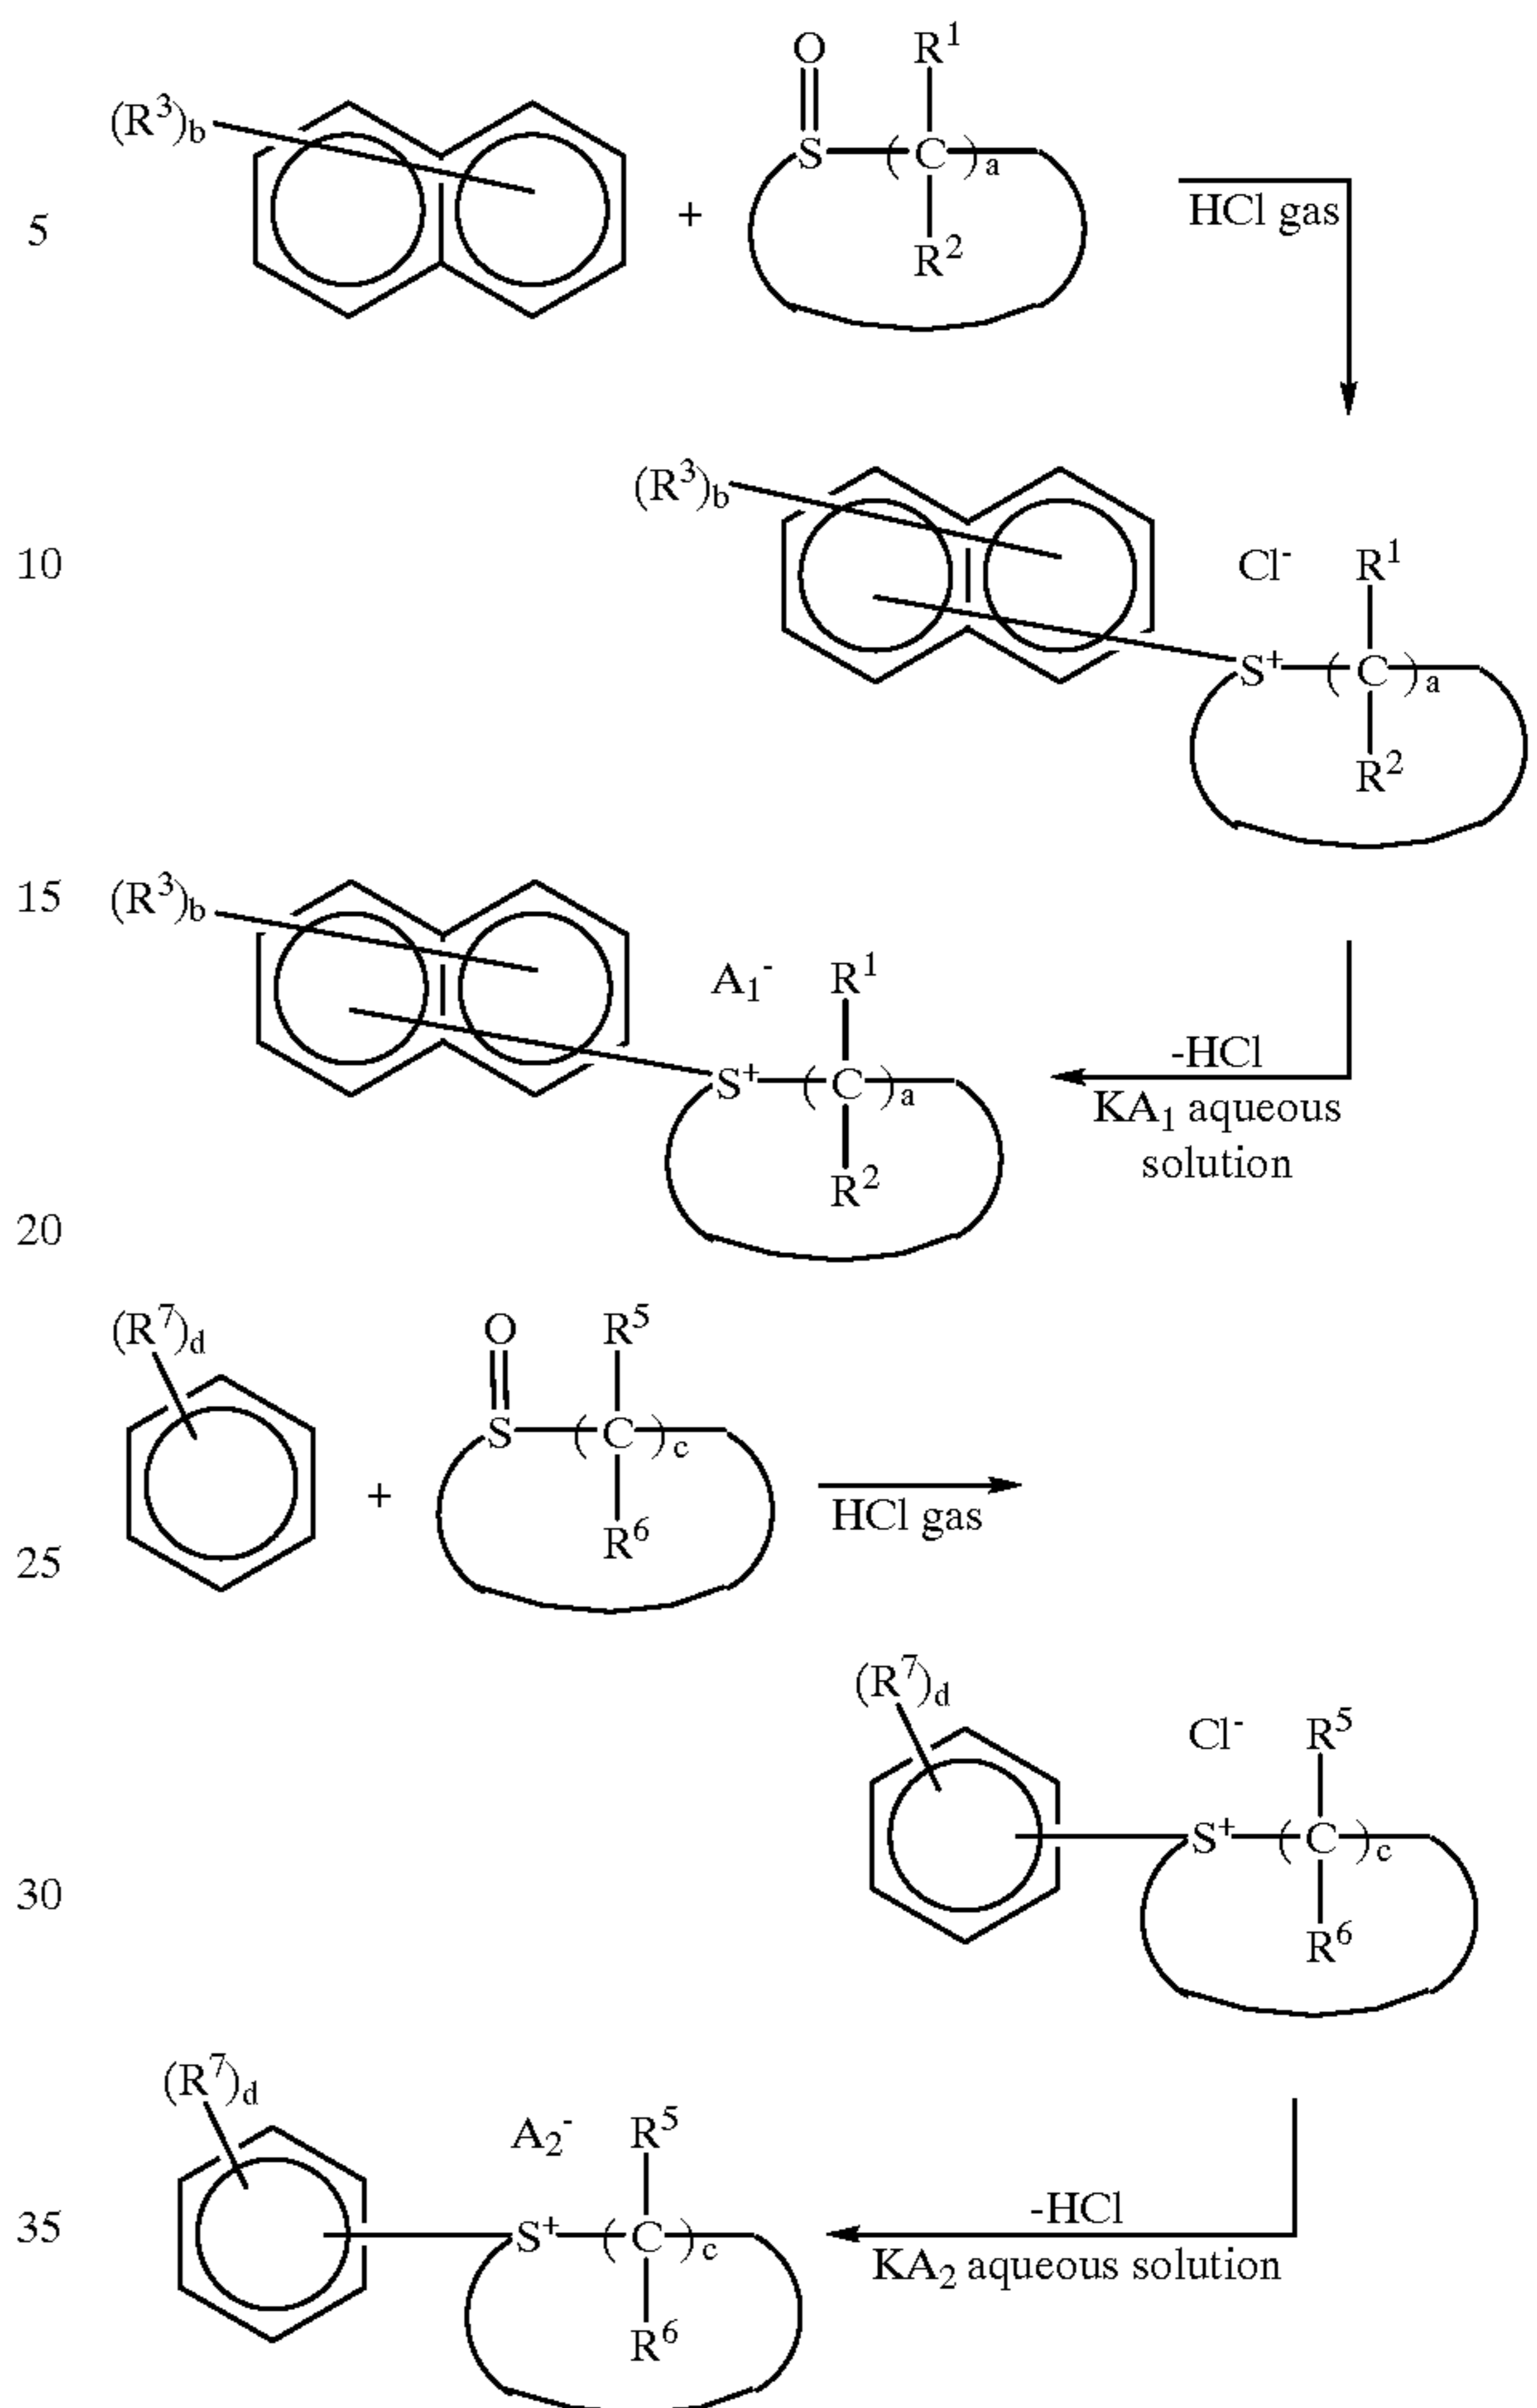 O R¹
(R³)b
S ( C )a
5 + HCl gas
R²
(R³)b
10 Cl⁻ R¹
S⁺ ( C )a
R²
15 (R³)b
A₁⁻ R¹
-HCl
S⁺ ( C )a
KA₁ aqueous
solution
R²
20
(R⁷)d O R⁵
S ( C )c
+ HCl gas
R⁶
25
(R⁷)d
Cl⁻ R⁵
S⁺ ( C )c
30
R⁶
(R⁷)d
A₂⁻ R⁵
-HCl
35 S⁺ ( C )c
KA₂ aqueous solution
R⁶